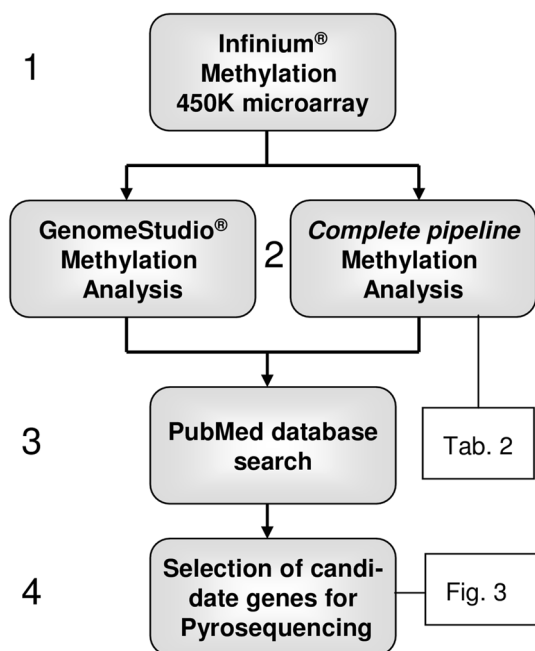 1
Infinium®
Methylation
450K microarray
GenomeStudio®
Methylation
Analysis
2
Complete pipeline
Methylation
Analysis
3
PubMed database
search
Tab. 2
4
Selection of candi-
date genes for
Pyrosequencing
Fig. 3